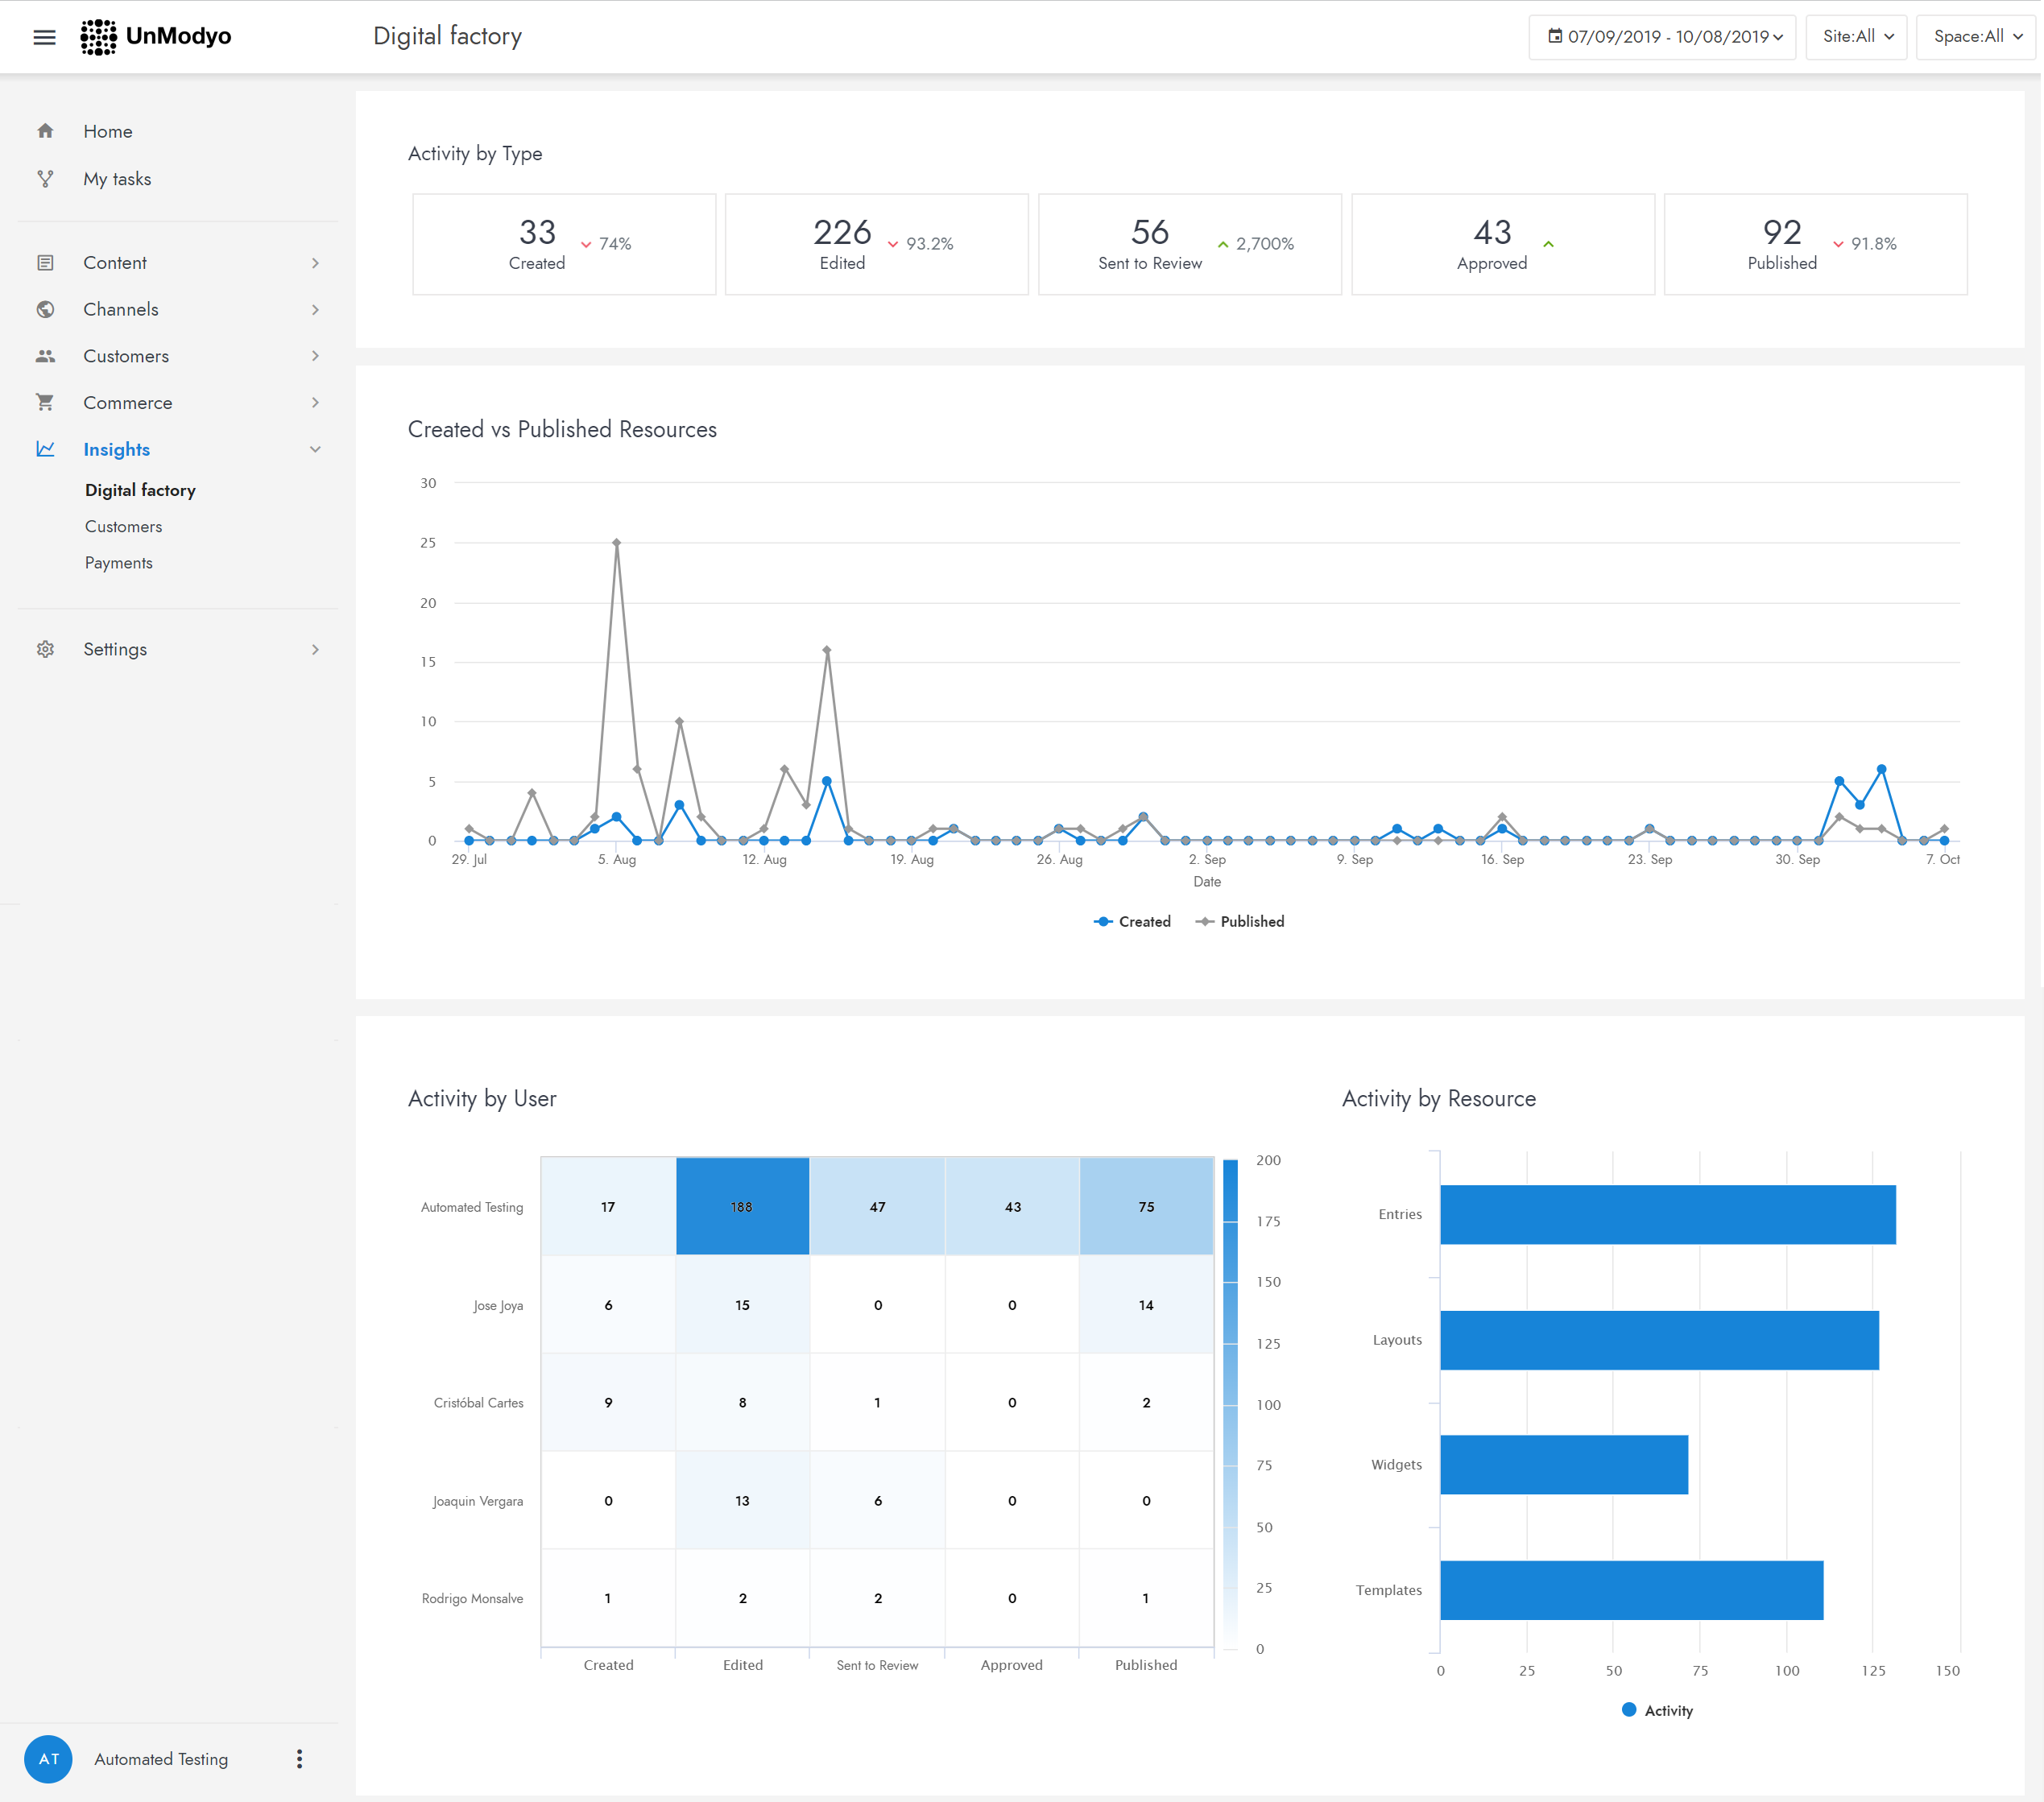 UnModyo
Digital factory
07/09/2019 - 10/08/2019
Site:All
Space:All
Home
My tasks
Content
Channels
Customers
Commerce
Insights
Digital factory
Customers
Payments
Settings
AT
Automated Testing
Activity by Type
33
74%
Created
226
93.2%
Edited
56
2,700%
Sent to Review
43
Approved
92
91.8%
Published
Created vs Published Resources
30
25
20
15
10
5
0
29. Jul 5. Aug 12. Aug 19. Aug 26. Aug 2. Sep 9. Sep 16. Sep 23. Sep 30. Sep 7. Oct
Date
Created Published
Activity by User
Automated Testing 17 188 47 43 75
Jose Joya 6 15 0 0 14
Cristóbal Cartes 9 8 1 0 2
Joaquin Vergara 0 13 6 0 0
Rodrigo Monsalve 1 2 2 0 1
Created Edited Sent to Review Approved Published
200
175
150
125
100
75
50
25
0
Activity by Resource
Entries
Layouts
Widgets
Templates
0 25 50 75 100 125 150
Activity